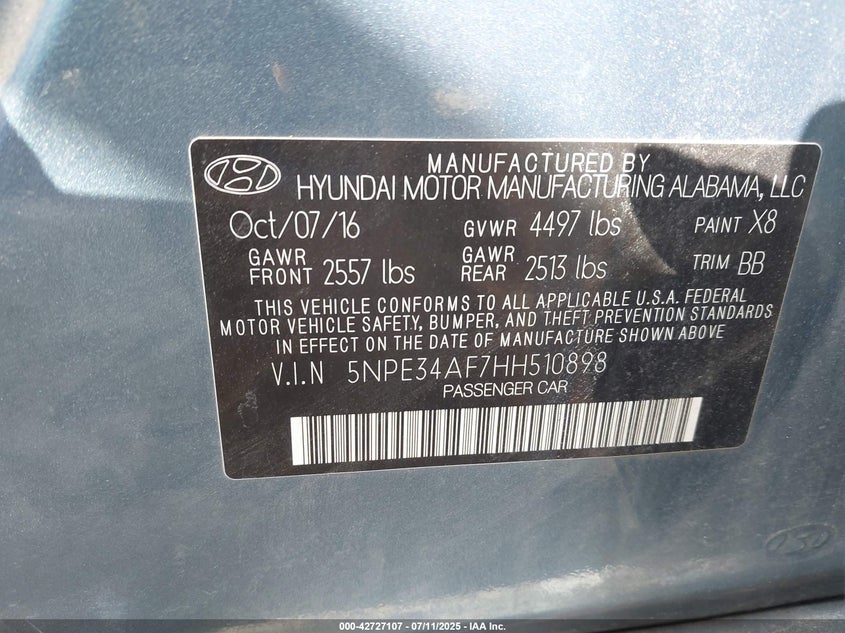 MANUFACTURED BY
HYUNDAI MOTOR MANUFACTURING ALABAMA, LLC
Oct/07/16 GVWR 4497 lbs PAINT X8
GAWR FRONT 2557 lbs GAWR REAR 2513 lbs TRIM BB
THIS VEHICLE CONFORMS TO ALL APPLICABLE U.S.A. FEDERAL
MOTOR VEHICLE SAFETY, BUMPER, AND THEFT PREVENTION STANDARDS
IN EFFECT ON THE DATE OF MANUFACTURE SHOWN ABOVE
V.I.N 5NPE34AF7HH510898
PASSENGER CAR
000-42727107 - 07/11/2025 - IAA Inc.